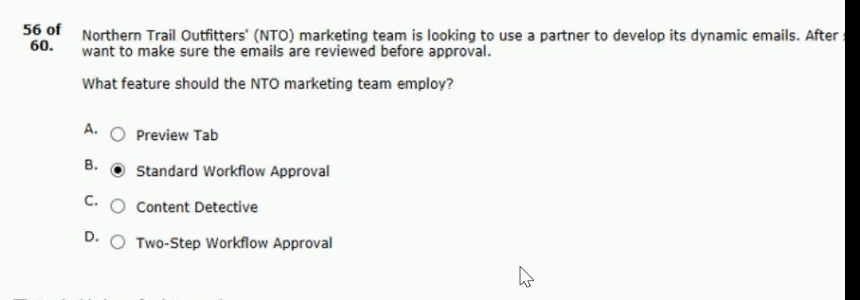 56 of
60.
Northern Trail Outfitters' (NTO) marketing team is looking to use a partner to develop its dynamic emails. After
want to make sure the emails are reviewed before approval.
What feature should the NTO marketing team employ?
A. Preview Tab
B. Standard Workflow Approval
C. Content Detective
D. Two-Step Workflow Approval